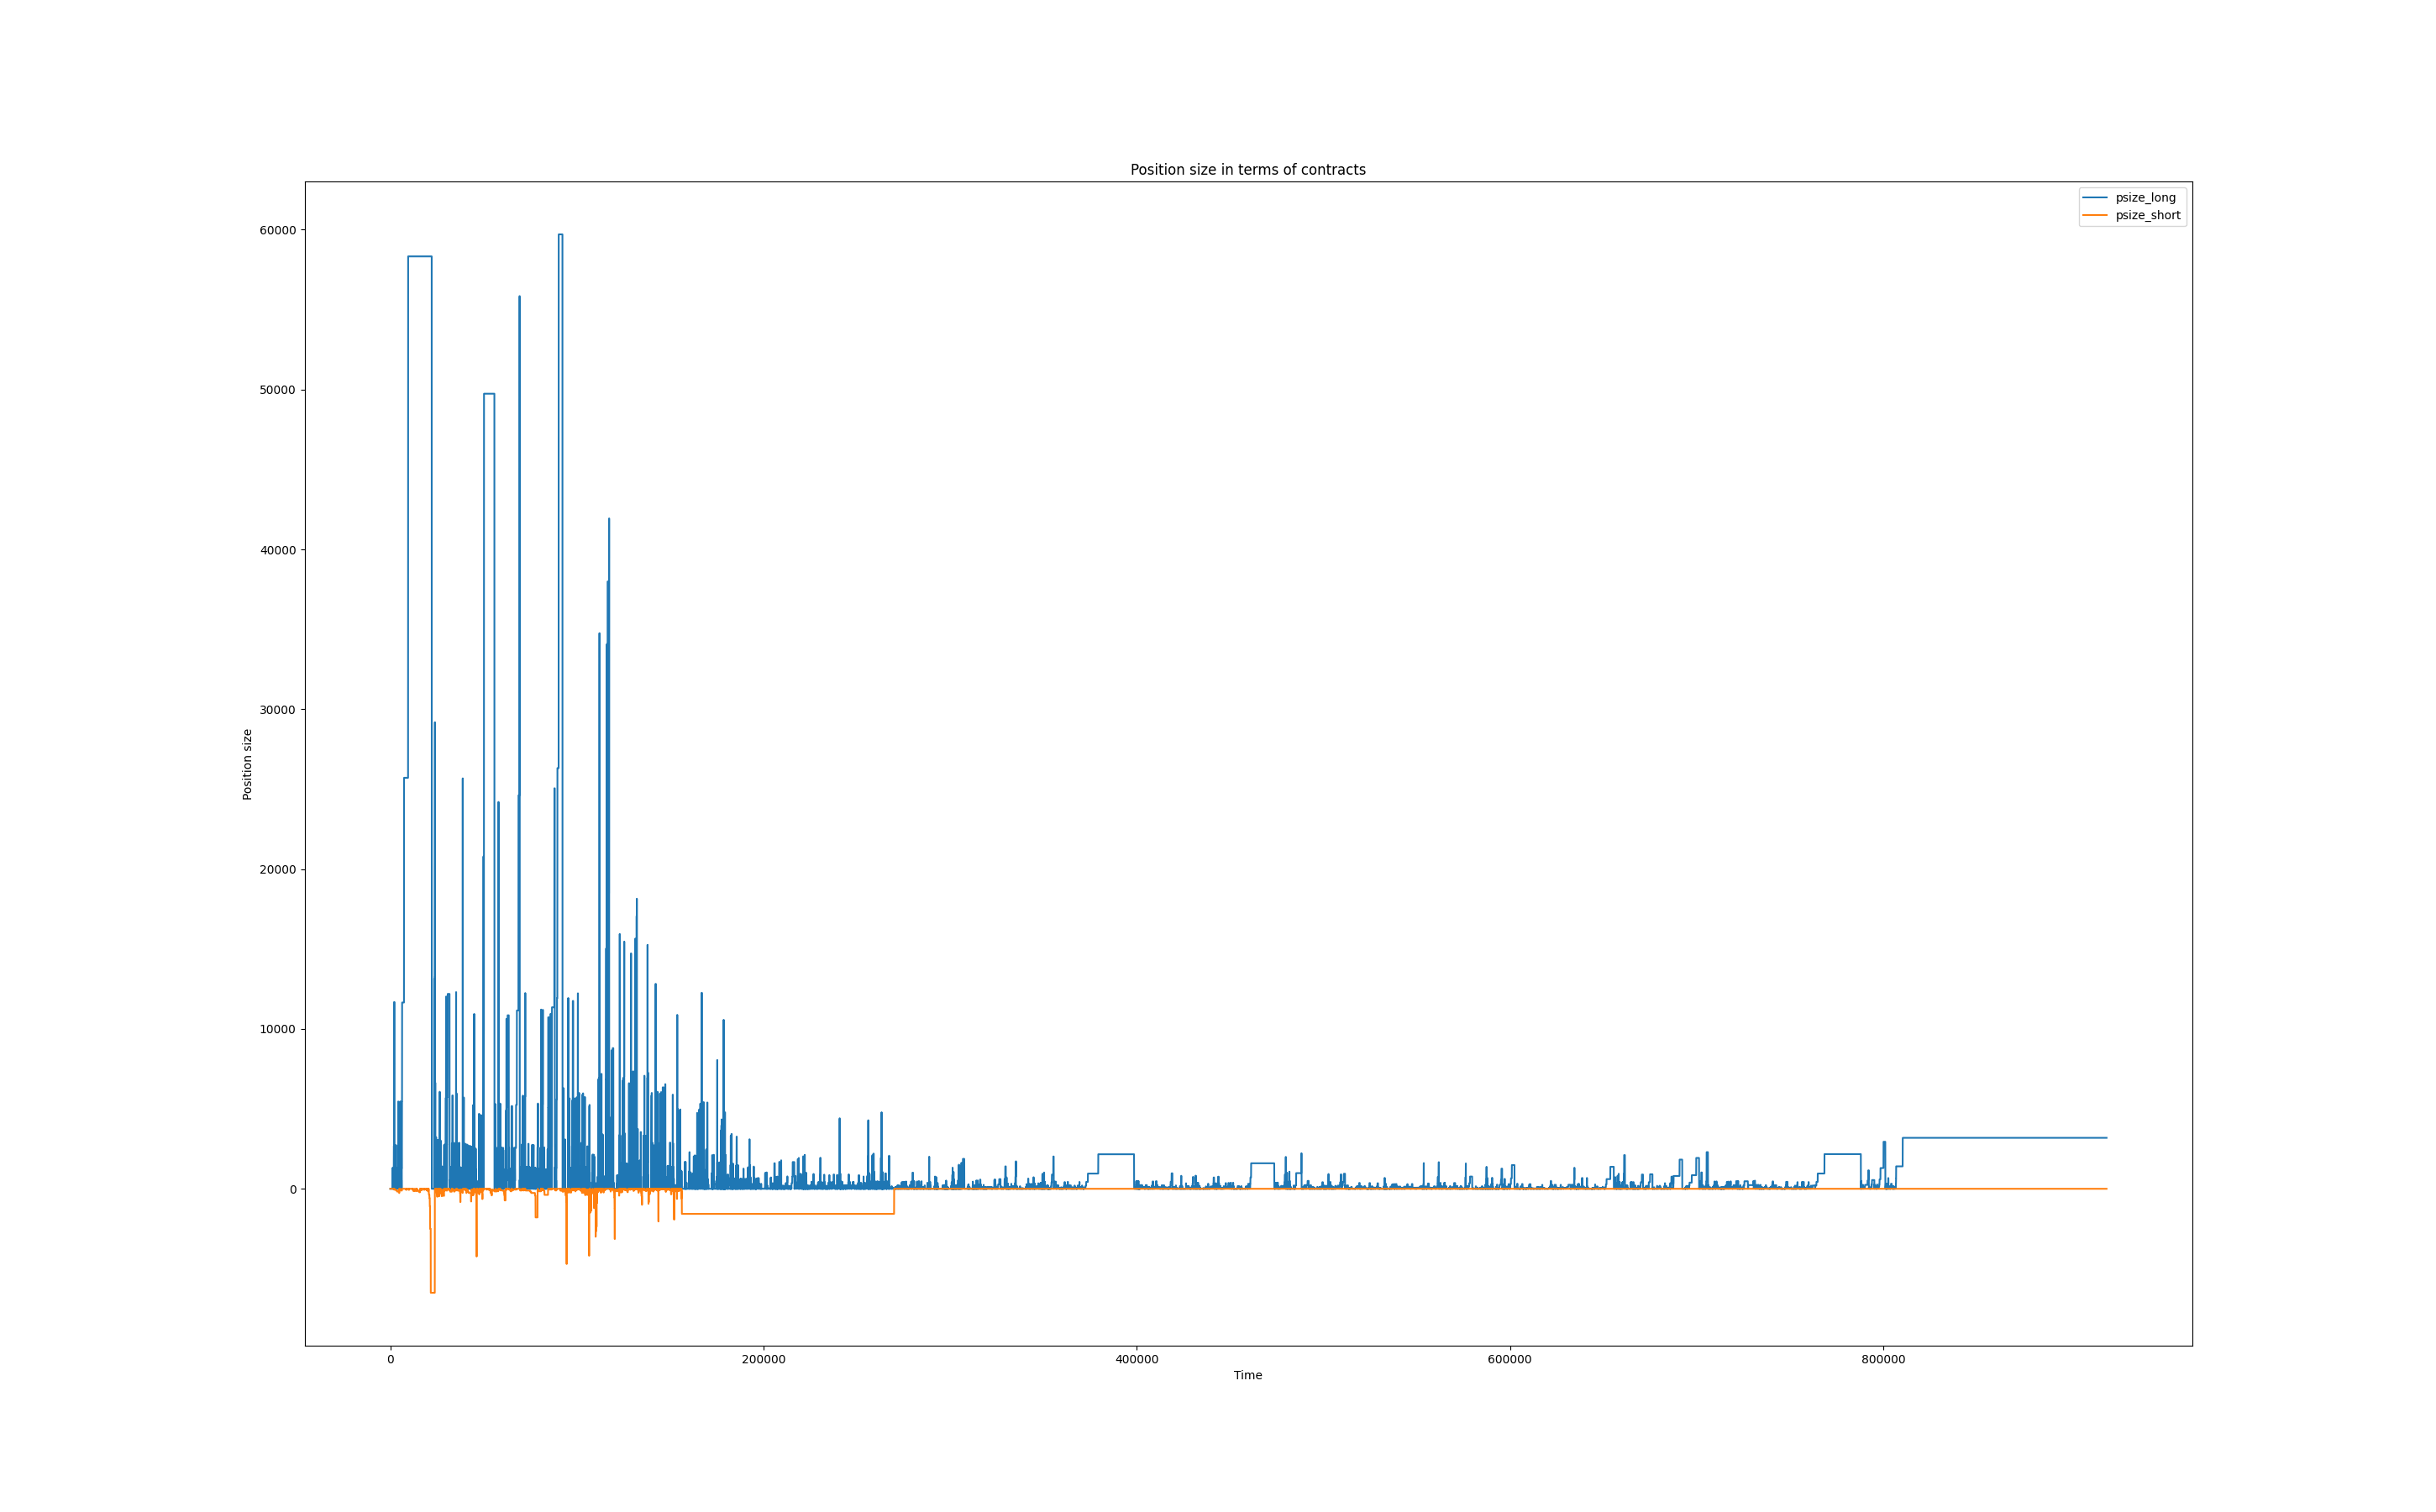 Position size in terms of contracts
psize_long
psize_short
60000
50000
40000
30000
20000
10000
0
Position size
0
200000
400000
600000
800000
Time